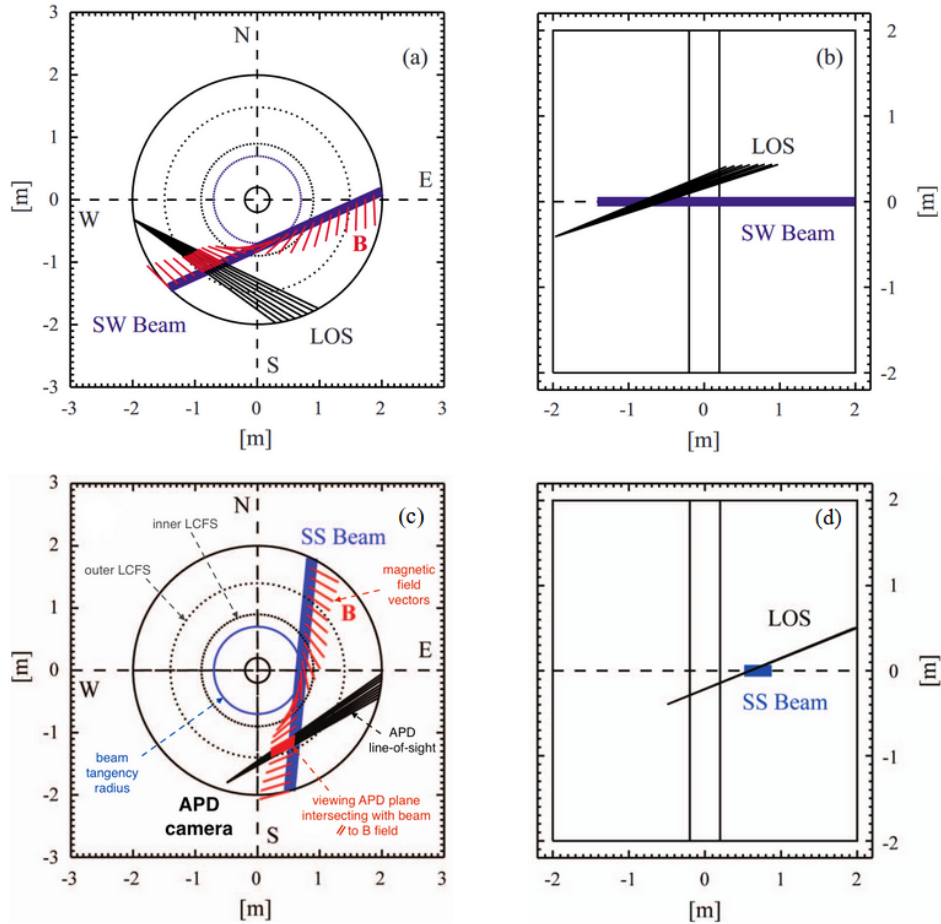 3
2
1
0
-1
-2
-3
[m]
N
E
W
S
(a)
B
SW Beam
LOS
-3
-2
-1
0
1
2
3
[m]
(b)
LOS
SW Beam
2
1
0
-1
-2
-2
-1
0
1
2
[m]
[m]
3
2
1
0
-1
-2
-3
[m]
N
(c)
inner LCFS
SS Beam
outer LCFS
magnetic
field
vectors
B
E
W
APD
line-of-sight
beam
tangency
radius
APD
camera
viewing APD plane
intersecting with beam
// to B field
S
-3
-2
-1
0
1
2
3
[m]
(d)
LOS
SS Beam
2
1
0
-1
-2
[m]
-2
-1
0
1
2
[m]